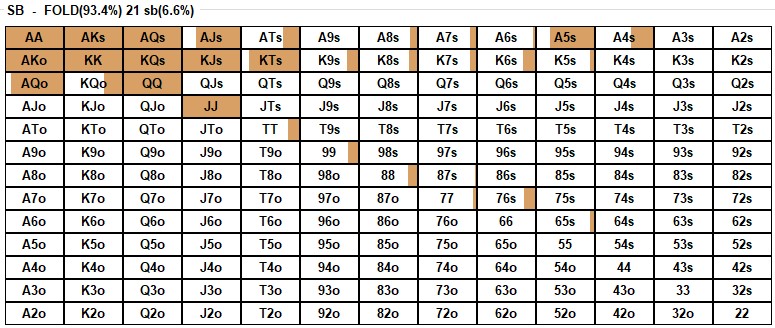 SB - FOLD(93.4%) 21 sb(6.6%)
AA AKs AQs AJs ATs A9s A8s A7s A6s A5s A4s A3s A2s
AKo KK KQs KJs KTs K9s K8s K7s K6s K5s K4s K3s K2s
AQo KQo QQ QJs QTs Q9s Q8s Q7s Q6s Q5s Q4s Q3s Q2s
AJo KJo QJo JJ JTs J9s J8s J7s J6s J5s J4s J3s J2s
ATo KTo QTo JTo TT T9s T8s T7s T6s T5s T4s T3s T2s
A9o K9o Q9o J9o T9o 99 98s 97s 96s 95s 94s 93s 92s
A8o K8o Q8o J8o T8o 98o 88 87s 86s 85s 84s 83s 82s
A7o K7o Q7o J7o T7o 97o 87o 77 76s 75s 74s 73s 72s
A6o K6o Q6o J6o T6o 96o 86o 76o 66 65s 64s 63s 62s
A5o K5o Q5o J5o T5o 95o 85o 75o 65o 55 54s 53s 52s
A4o K4o Q4o J4o T4o 94o 84o 74o 64o 54o 44 43s 42s
A3o K3o Q3o J3o T3o 93o 83o 73o 63o 53o 43o 33 32s
A2o K2o Q2o J2o T2o 92o 82o 72o 62o 52o 42o 32o 22